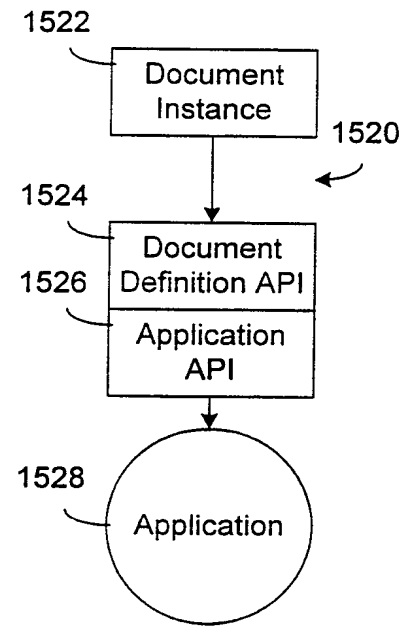 1522
Document
Instance
1520
1524
Document
Definition API
1526
Application
API
1528
Application